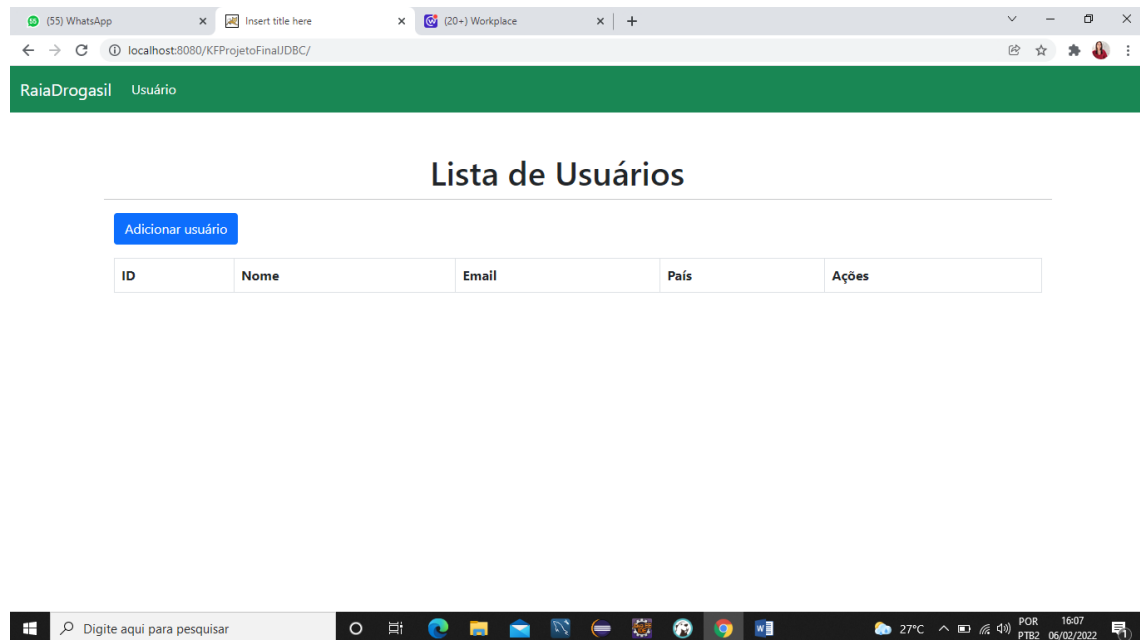 (55) WhatsApp
Insert title here
(20+) Workplace
localhost:8080/KFProjetoFinalJDBC/
RaiaDrogasil Usuário
Lista de Usuários
Adicionar usuário
ID Nome Email País Ações
Digite aqui para pesquisar
27°C
POR
PTB2
16:07
06/02/2022